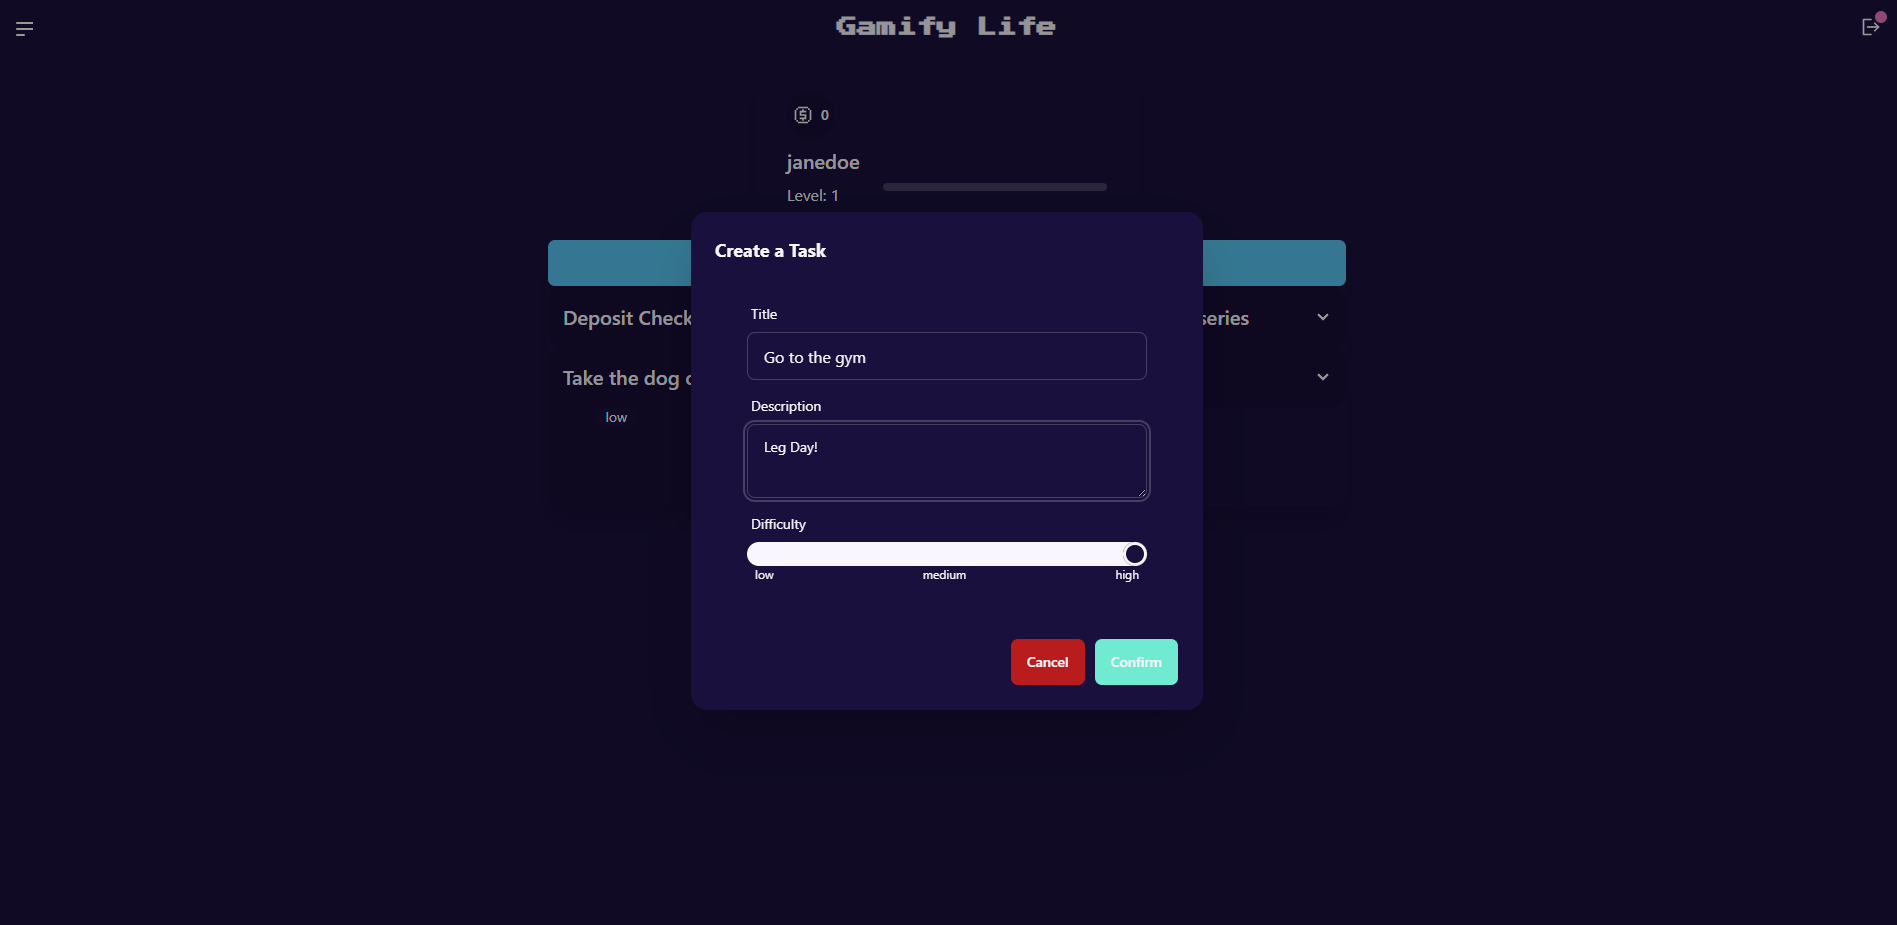 Gamify Life
0
janedoe
Level: 1
Create a Task
Deposit Check
series
Take the dog
low
Title
Go to the gym
Description
Leg Day!
Difficulty
low medium high
Cancel Confirm